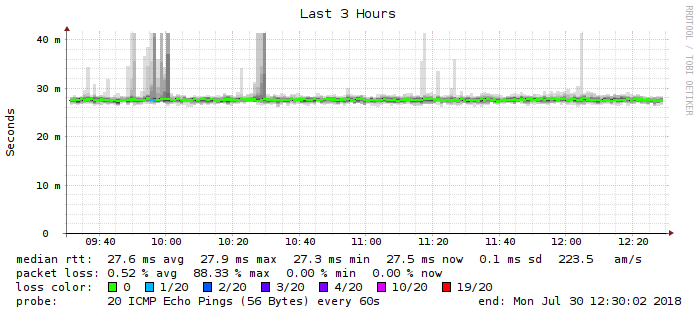 Last 3 Hours
RRDTOOL / TOBI OETIKER
Seconds
40 m
30 m
20 m
10 m
0
09:40 10:00 10:20 10:40 11:00 11:20 11:40 12:00 12:20
median rtt: 27.6 ms avg 27.9 ms max 27.3 ms min 27.5 ms now 0.1 ms sd 223.5 am/s
packet loss: 0.52 % avg 88.33 % max 0.00 % min 0.00 % now
loss color: 0 1/20 2/20 3/20 4/20 10/20 19/20
probe: 20 ICMP Echo Pings (56 Bytes) every 60s end: Mon Jul 30 12:30:02 2018